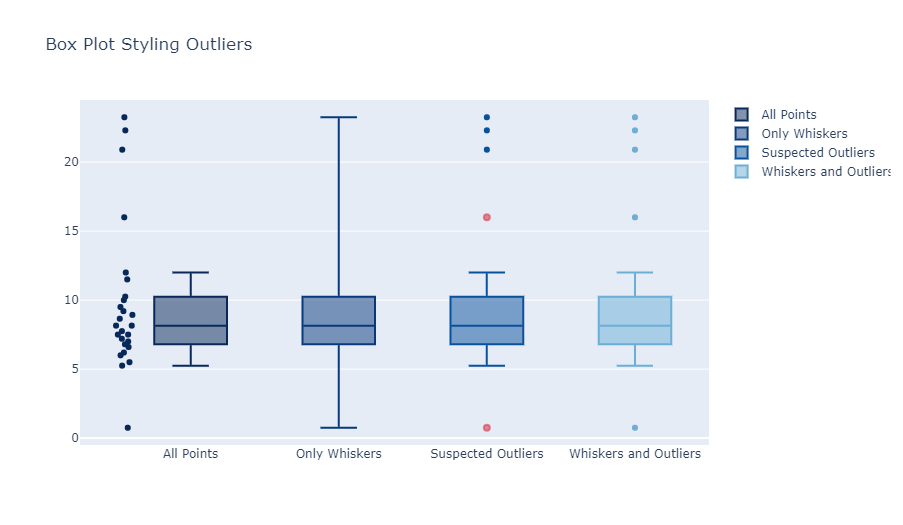 Box Plot Styling Outliers
All Points
Only Whiskers
Suspected Outliers
Whiskers and Outliers
20
15
10
5
0
All Points
Only Whiskers
Suspected Outliers
Whiskers and Outliers